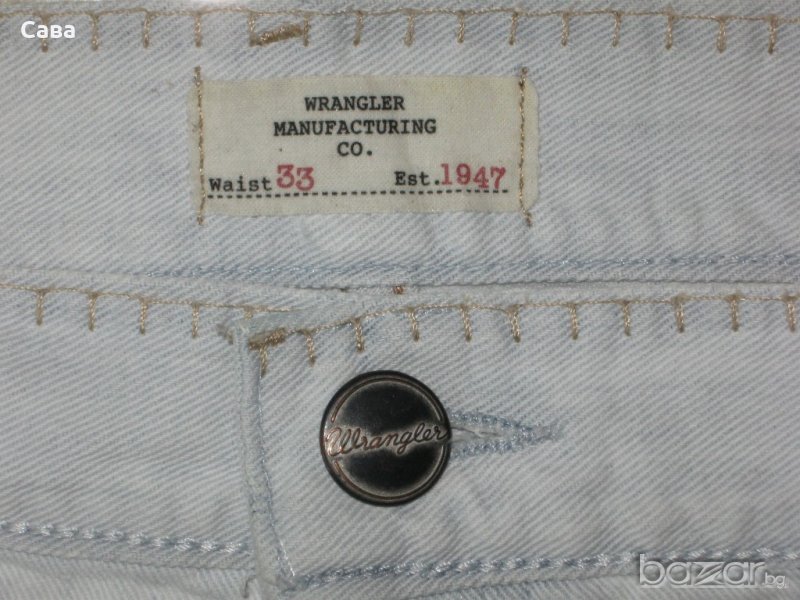 Сава
WRANGLER
MANUFACTURING
CO.
Waist 33 Est. 1947
Wrangler
bazar.bg